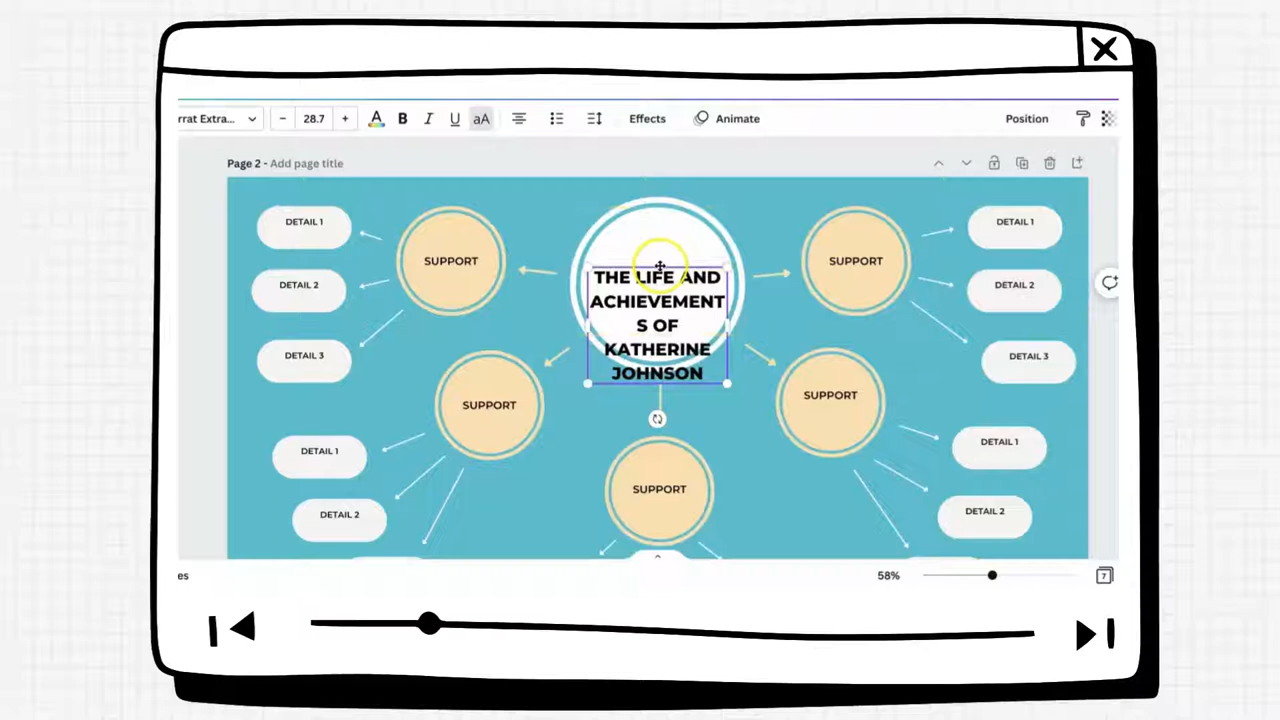 rrat Extra...
− 28.7 +
A B I U aA
Effects
Animate
Position
Page 2 - Add page title
DETAIL 1
DETAIL 2
DETAIL 3
SUPPORT
THE LIFE AND
ACHIEVEMENT
S OF
KATHERINE
JOHNSON
SUPPORT
DETAIL 1
DETAIL 2
DETAIL 3
SUPPORT
SUPPORT
DETAIL 1
DETAIL 2
SUPPORT
DETAIL 1
DETAIL 2
es
58%
7